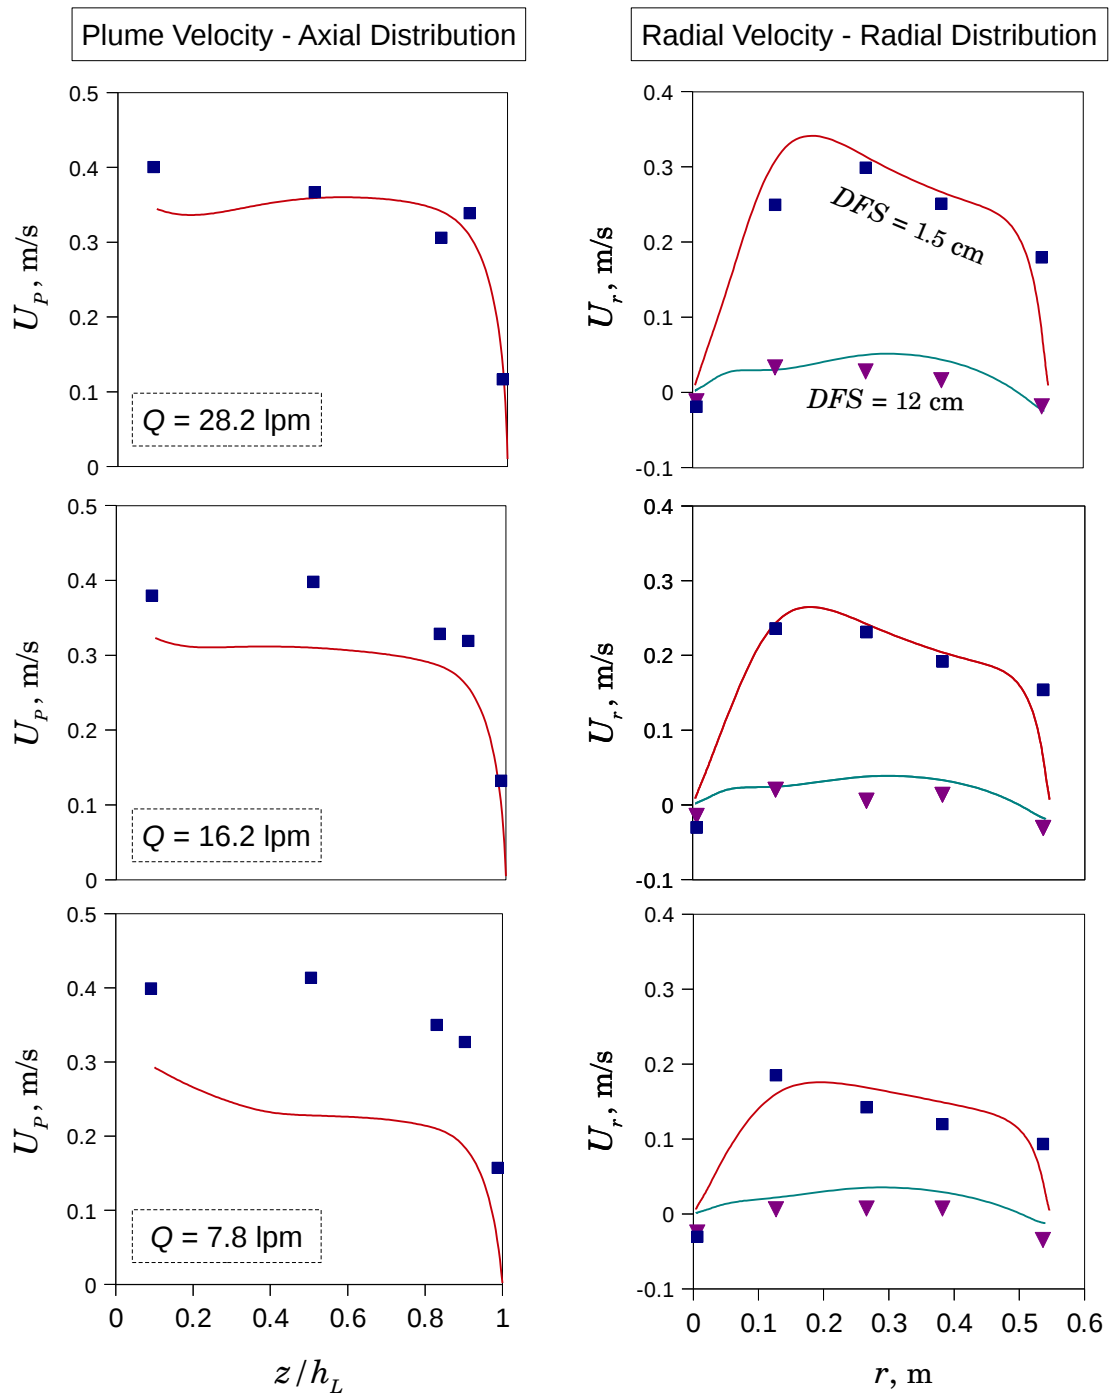 Plume Velocity - Axial Distribution
Radial Velocity - Radial Distribution
0.5
0.4
0.3
0.2
0.1
0
U_P, m/s
Q = 28.2 lpm
0.4
0.3
0.2
0.1
0
-0.1
U_r, m/s
DFS = 1.5 cm
DFS = 12 cm
0.5
0.4
0.3
0.2
0.1
0
U_P, m/s
Q = 16.2 lpm
0.4
0.3
0.2
0.1
0
-0.1
U_r, m/s
0.5
0.4
0.3
0.2
0.1
0
U_P, m/s
Q = 7.8 lpm
0 0.2 0.4 0.6 0.8 1
z/h_L
0.4
0.3
0.2
0.1
0
-0.1
U_r, m/s
0 0.1 0.2 0.3 0.4 0.5 0.6
r, m